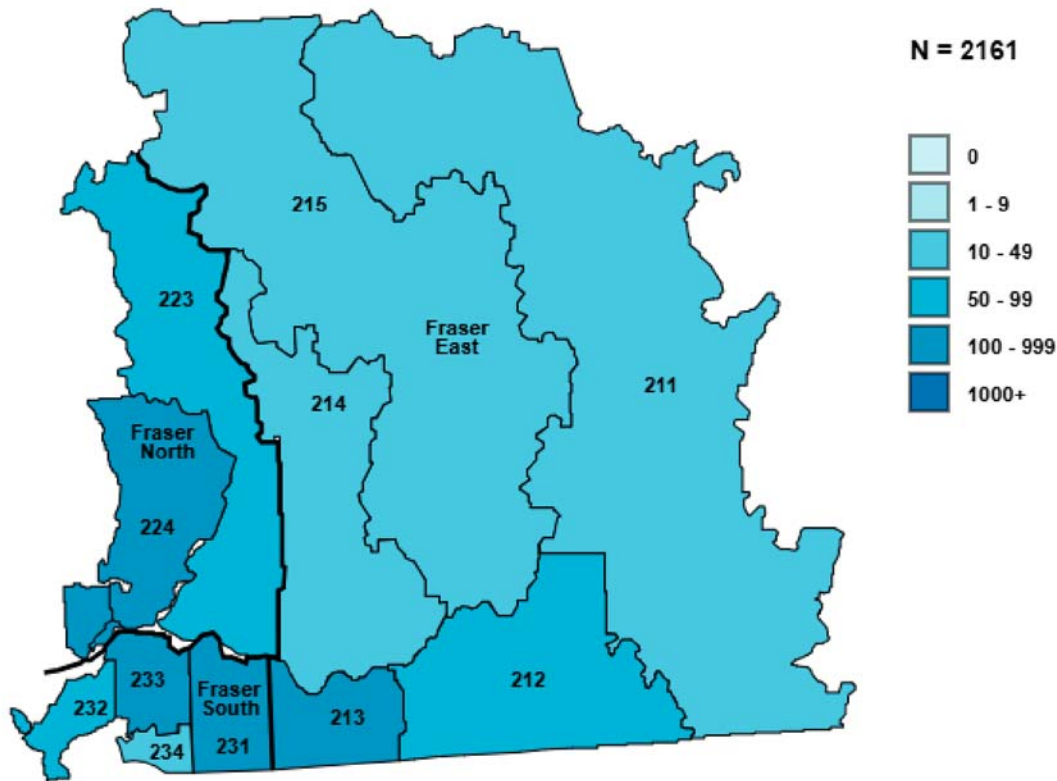 N = 2161
0
1 - 9
10 - 49
50 - 99
100 - 999
1000+
215
223
Fraser
East
211
214
Fraser
North
224
233
Fraser
South
212
232
213
234
231